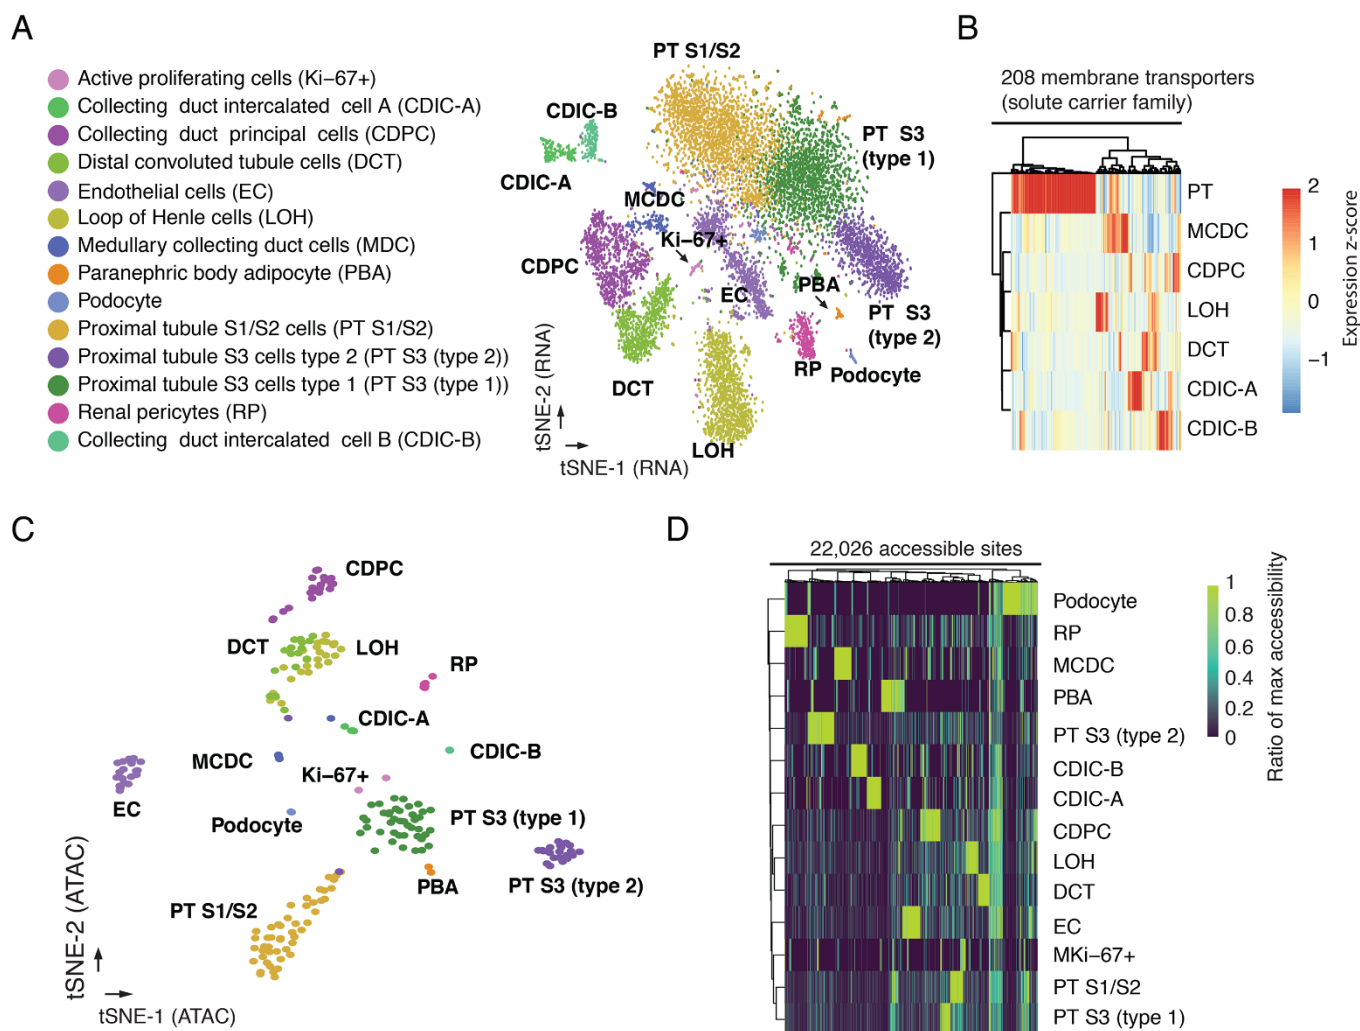 A
Active proliferating cells (Ki−67+)
Collecting duct intercalated cell A (CDIC-A)
Collecting duct principal cells (CDPC)
Distal convoluted tubule cells (DCT)
Endothelial cells (EC)
Loop of Henle cells (LOH)
Medullary collecting duct cells (MDC)
Paranephric body adipocyte (PBA)
Podocyte
Proximal tubule S1/S2 cells (PT S1/S2)
Proximal tubule S3 cells type 2 (PT S3 (type 2))
Proximal tubule S3 cells type 1 (PT S3 (type 1))
Renal pericytes (RP)
Collecting duct intercalated cell B (CDIC-B)
PT S1/S2
CDIC-B
PT S3
(type 1)
CDIC-A
MCDC
Ki−67+
CDPC
EC
PBA
PT S3
(type 2)
RP
Podocyte
DCT
LOH
tSNE-2 (RNA)
tSNE-1 (RNA)
B
208 membrane transporters
(solute carrier family)
PT
MCDC
CDPC
LOH
DCT
CDIC-A
CDIC-B
2
1
0
−1
Expression z-score
C
CDPC
DCT
LOH
RP
CDIC-A
CDIC-B
MCDC
Ki−67+
EC
Podocyte
PT S3 (type 1)
PBA
PT S3 (type 2)
PT S1/S2
tSNE-2 (ATAC)
tSNE-1 (ATAC)
D
22,026 accessible sites
Podocyte
RP
MCDC
PBA
PT S3 (type 2)
CDIC-B
CDIC-A
CDPC
LOH
DCT
EC
MKi−67+
PT S1/S2
PT S3 (type 1)
1
0.8
0.6
0.4
0.2
0
Ratio of max accessibility